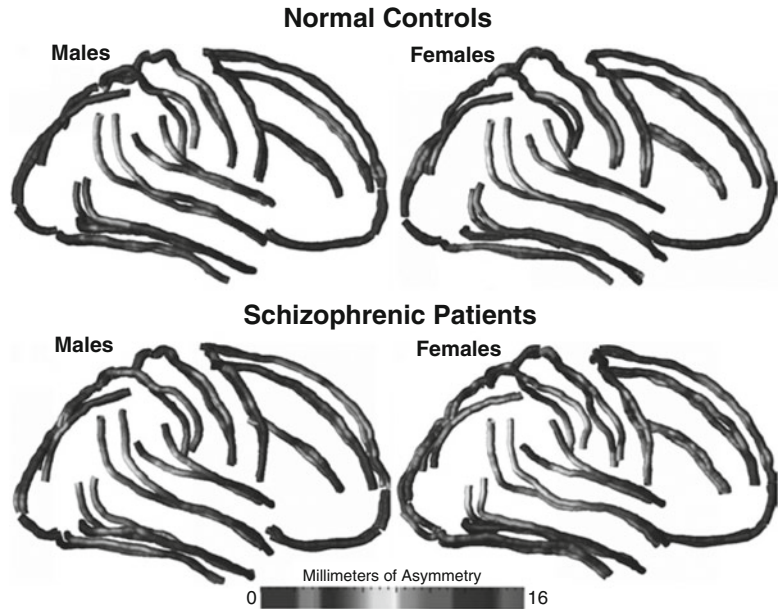 Normal Controls
Males
Females
Schizophrenic Patients
Males
Females
Millimeters of Asymmetry
0
16